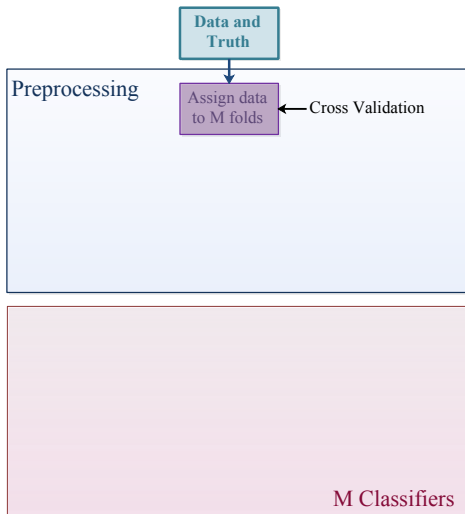 Data and
Truth
Preprocessing
Assign data
to M folds
Cross Validation
M Classifiers